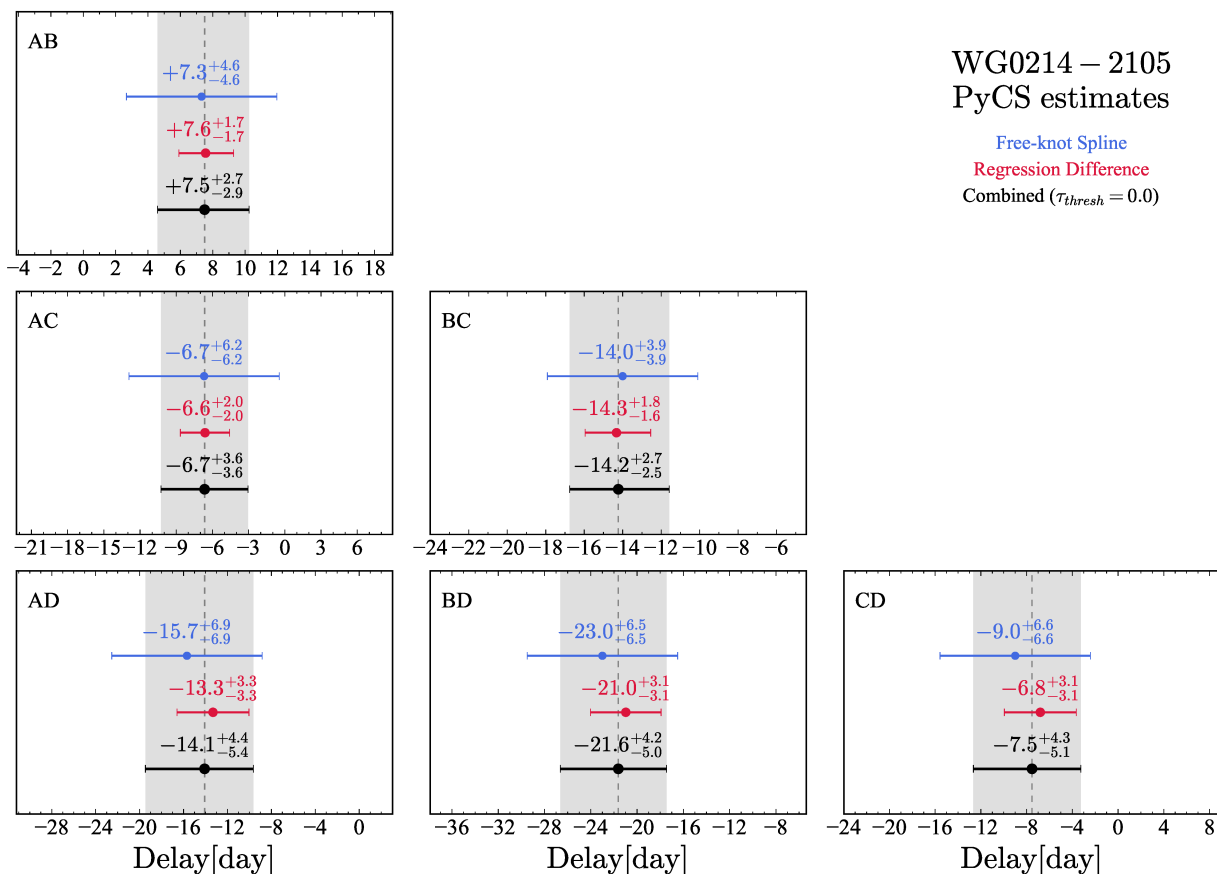 AB
WG0214 − 2105
PyCS estimates
Free-knot Spline
Regression Difference
Combined (τ_thresh = 0.0)
+7.3 +4.6 −4.6
+7.6 +1.7 −1.7
+7.5 +2.7 −2.9
−4 −2 0 2 4 6 8 10 12 14 16 18
AC
−6.7 +6.2 −6.2
−6.6 +2.0 −2.0
−6.7 +3.6 −3.6
−21 −18 −15 −12 −9 −6 −3 0 3 6
BC
−14.0 +3.9 −3.9
−14.3 +1.8 −1.6
−14.2 +2.7 −2.5
−24 −22 −20 −18 −16 −14 −12 −10 −8 −6
AD
−15.7 +6.9 −6.9
−13.3 +3.3 −3.3
−14.1 +4.4 −5.4
−28 −24 −20 −16 −12 −8 −4 0
Delay[day]
BD
−23.0 +6.5 −6.5
−21.0 +3.1 −3.1
−21.6 +4.2 −5.0
−36 −32 −28 −24 −20 −16 −12 −8
Delay[day]
CD
−9.0 +6.6 −6.6
−6.8 +3.1 −3.1
−7.5 +4.3 −5.1
−24 −20 −16 −12 −8 −4 0 4 8
Delay[day]